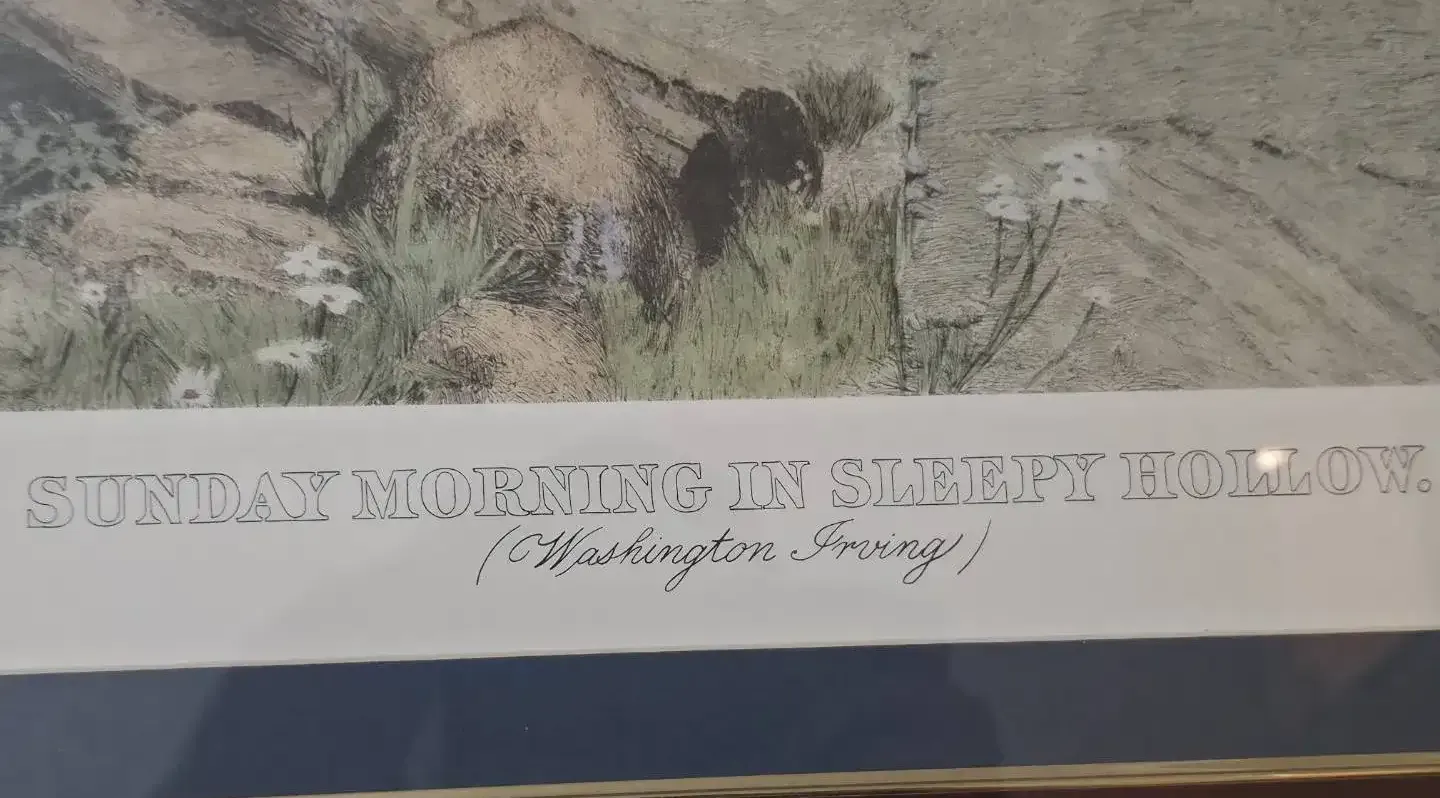 SUNDAY MORNING IN SLEEPY HOLLOW.
(Washington Irving)